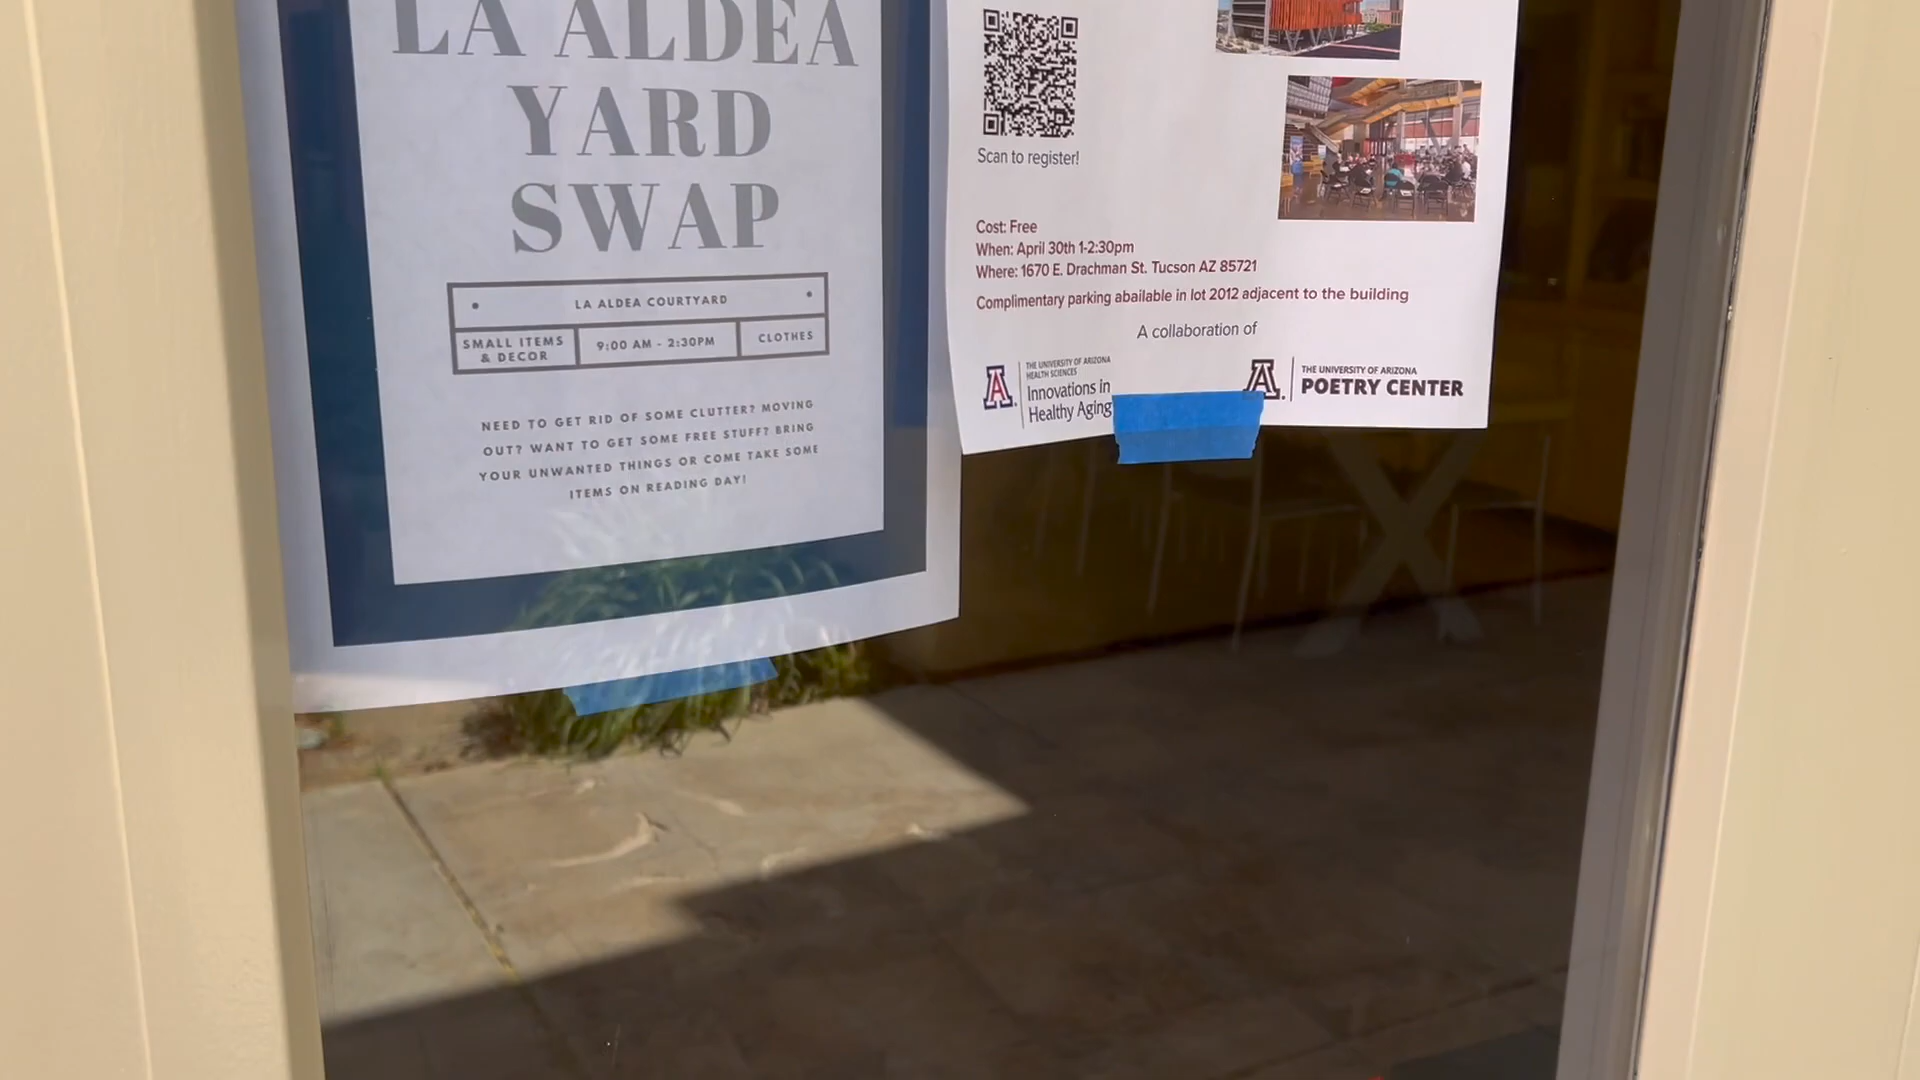 LA ALDEA
YARD
SWAP
LA ALDEA COURTYARD
SMALL ITEMS
& DECOR
9:00 AM - 2:30PM
CLOTHES
NEED TO GET RID OF SOME CLUTTER? MOVING
OUT? WANT TO GET SOME FREE STUFF? BRING
YOUR UNWANTED THINGS OR COME TAKE SOME
ITEMS ON READING DAY!
Scan to register!
Cost: Free
When: April 30th 1-2:30pm
Where: 1670 E. Drachman St. Tucson AZ 85721
Complimentary parking abailable in lot 2012 adjacent to the building
A collaboration of
A
THE UNIVERSITY OF ARIZONA
HEALTH SCIENCES
Innovations in
Healthy Aging
A
THE UNIVERSITY OF ARIZONA
POETRY CENTER